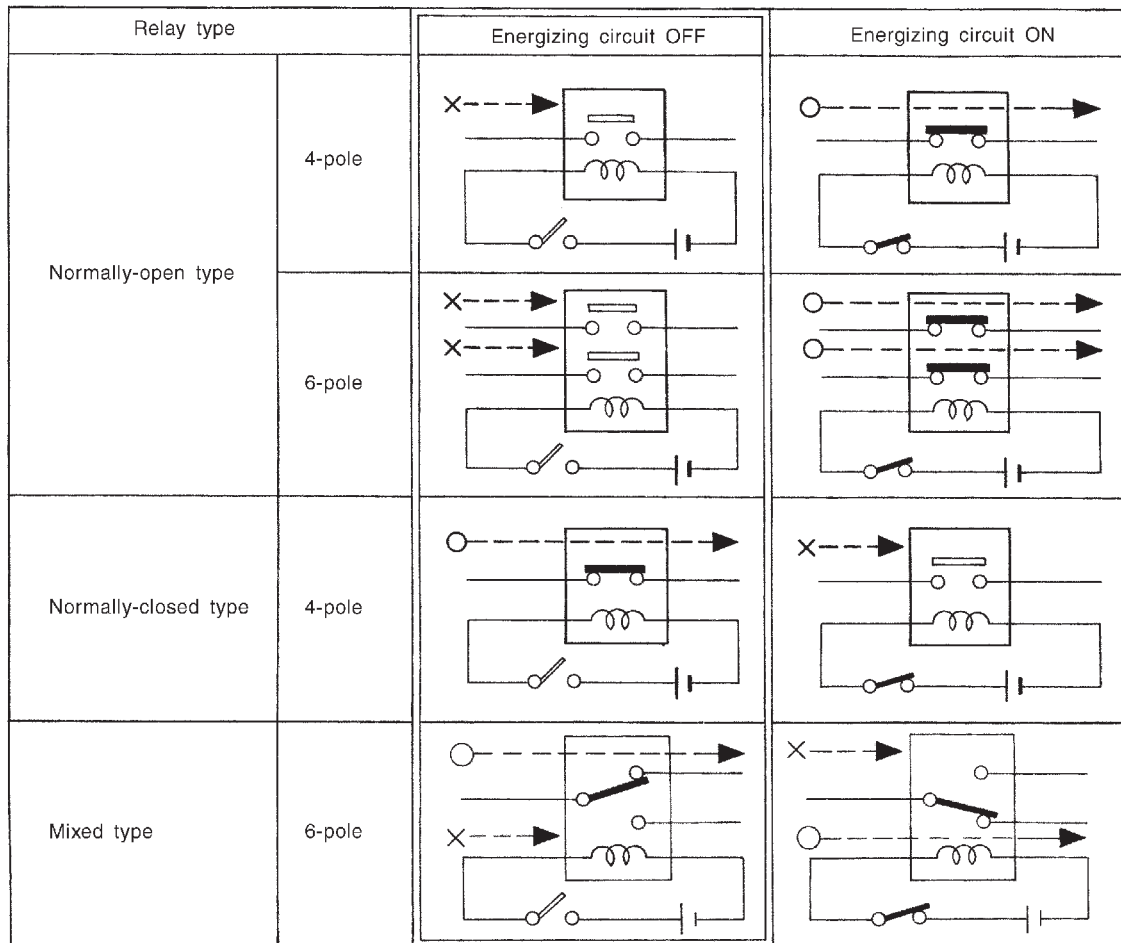 Relay type
Energizing circuit OFF
Energizing circuit ON
Normally-open type
4-pole
6-pole
Normally-closed type
4-pole
Mixed type
6-pole